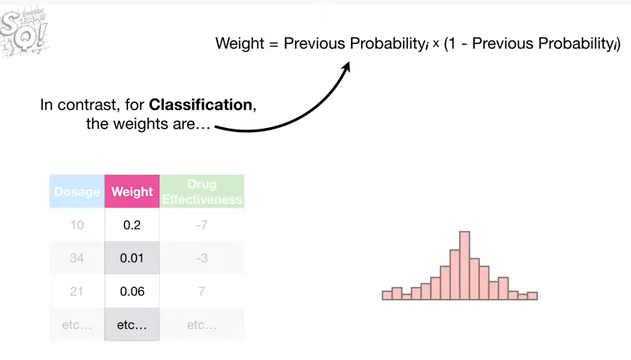 SQ!
Weight = Previous Probabilityᵢ x (1 - Previous Probabilityᵢ)
In contrast, for Classification,
the weights are…
Dosage Weight Drug Effectiveness
10 0.2 -7
34 0.01 -3
21 0.06 7
etc… etc… etc…